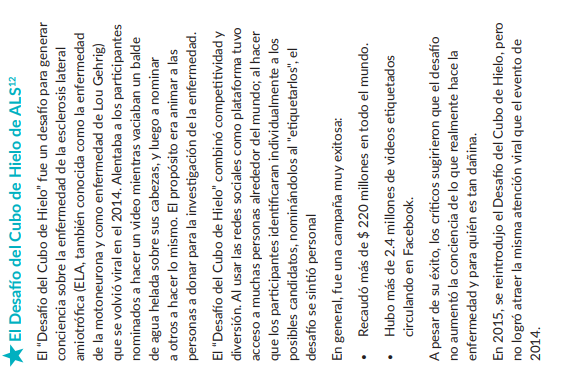 El Desafío del Cubo de Hielo de ALS¹²
El "Desafío del Cubo de Hielo" fue un desafío para generar
conciencia sobre la enfermedad de la esclerosis lateral
amiotrófica (ELA, también conocida como la enfermedad
de la motoneurona y como enfermedad de Lou Gehrig)
que se volvió viral en el 2014. Alentaba a los participantes
nominados a hacer un video mientras vaciaban un balde
de agua helada sobre sus cabezas, y luego a nominar
a otros a hacer lo mismo. El propósito era animar a las
personas a donar para la investigación de la enfermedad.
El "Desafío del Cubo de Hielo" combinó competitividad y
diversión. Al usar las redes sociales como plataforma tuvo
acceso a muchas personas alrededor del mundo; al hacer
que los participantes identificaran individualmente a los
posibles candidatos, nominándolos al "etiquetarlos", el
desafío se sintió personal
En general, fue una campaña muy exitosa:
• Recaudó más de $ 220 millones en todo el mundo.
• Hubo más de 2.4 millones de videos etiquetados
circulando en Facebook.
A pesar de su éxito, los críticos sugirieron que el desafío
no aumentó la conciencia de lo que realmente hace la
enfermedad y para quién es tan dañina.
En 2015, se reintrodujo el Desafío del Cubo de Hielo, pero
no logró atraer la misma atención viral que el evento de
2014.